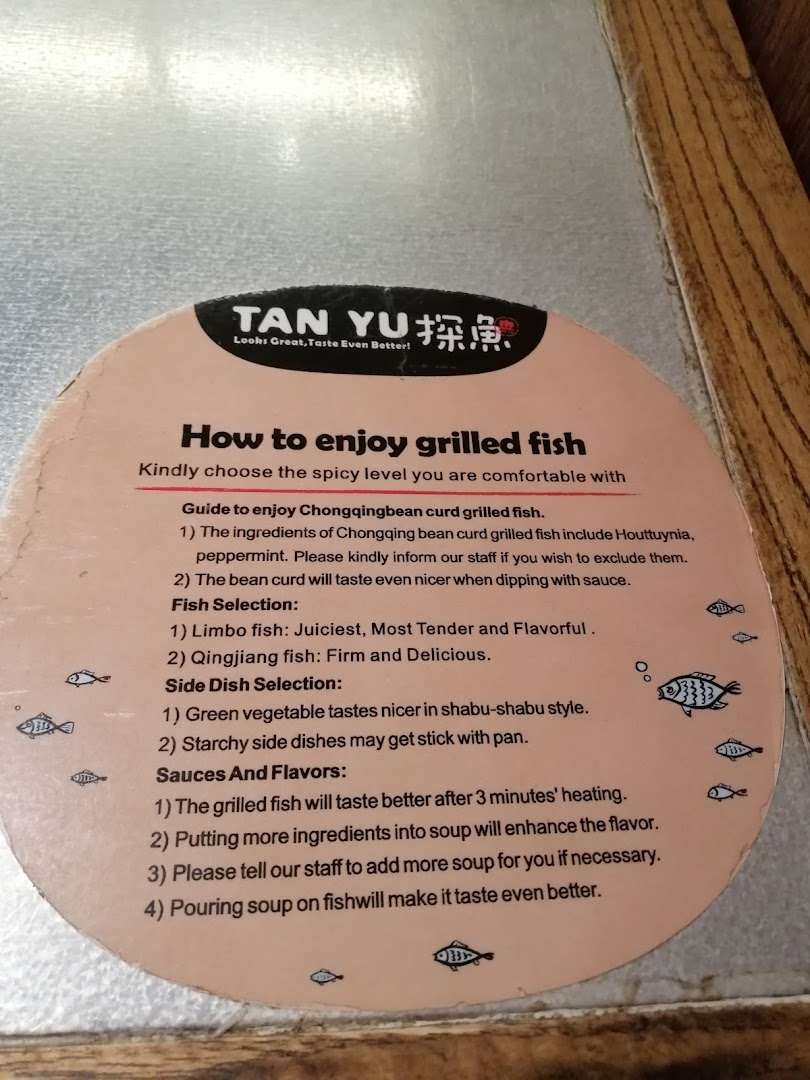 TAN YU 探魚
Looks Great,Taste Even Better!
How to enjoy grilled fish
Kindly choose the spicy level you are comfortable with
Guide to enjoy Chongqingbean curd grilled fish.
1) The ingredients of Chongqing bean curd grilled fish include Houttuynia,
peppermint. Please kindly inform our staff if you wish to exclude them.
2) The bean curd will taste even nicer when dipping with sauce.
Fish Selection:
1) Limbo fish: Juiciest, Most Tender and Flavorful .
2) Qingjiang fish: Firm and Delicious.
Side Dish Selection:
1) Green vegetable tastes nicer in shabu-shabu style.
2) Starchy side dishes may get stick with pan.
Sauces And Flavors:
1) The grilled fish will taste better after 3 minutes' heating.
2) Putting more ingredients into soup will enhance the flavor.
3) Please tell our staff to add more soup for you if necessary.
4) Pouring soup on fishwill make it taste even better.